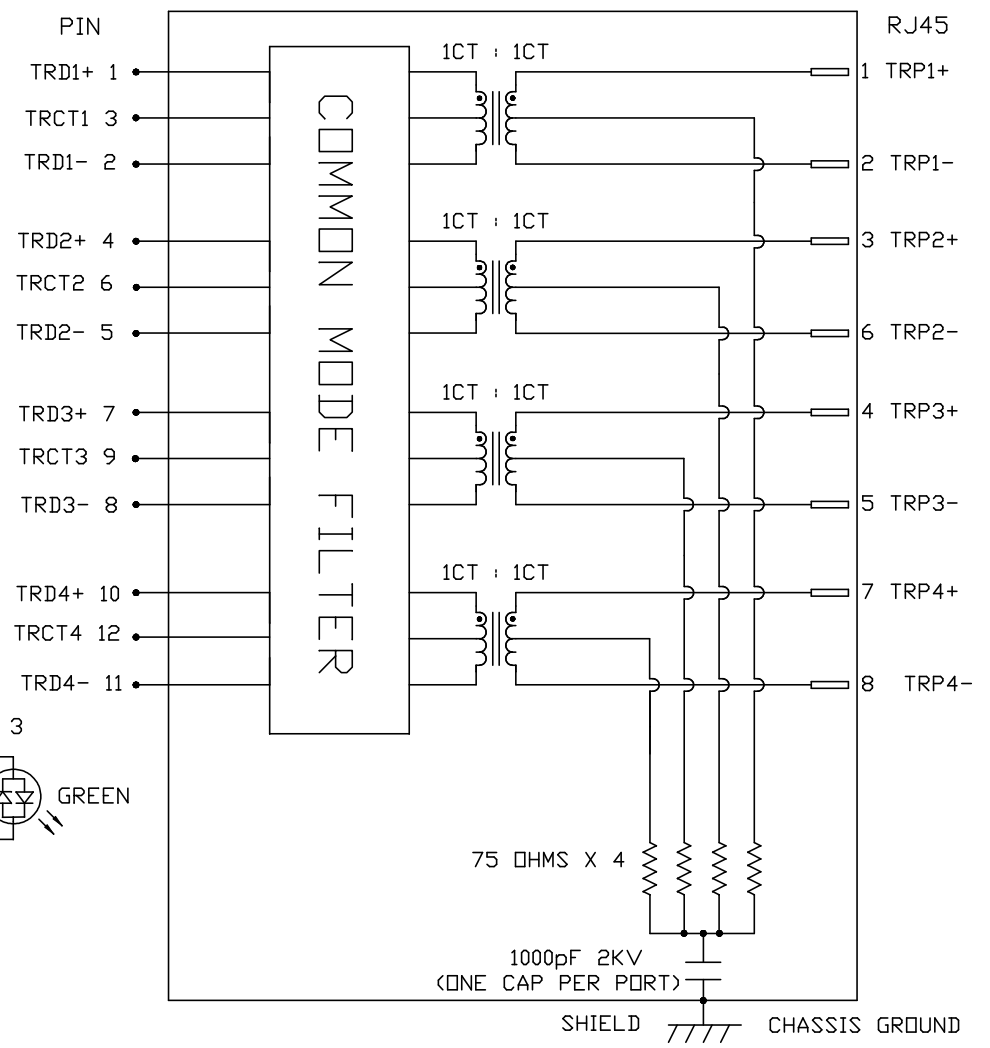 PIN
RJ45
1CT : 1CT
TRD1+ 1
1 TRP1+
TRCT1 3
TRD1- 2
2 TRP1-
1CT : 1CT
TRD2+ 4
3 TRP2+
TRCT2 6
TRD2- 5
6 TRP2-
1CT : 1CT
TRD3+ 7
4 TRP3+
TRCT3 9
TRD3- 8
5 TRP3-
1CT : 1CT
TRD4+ 10
7 TRP4+
TRCT4 12
TRD4- 11
8 TRP4-
COMMON MODE FILTER
3
GREEN
75 OHMS X 4
1000pF 2KV
(ONE CAP PER PORT)
SHIELD
CHASSIS GROUND